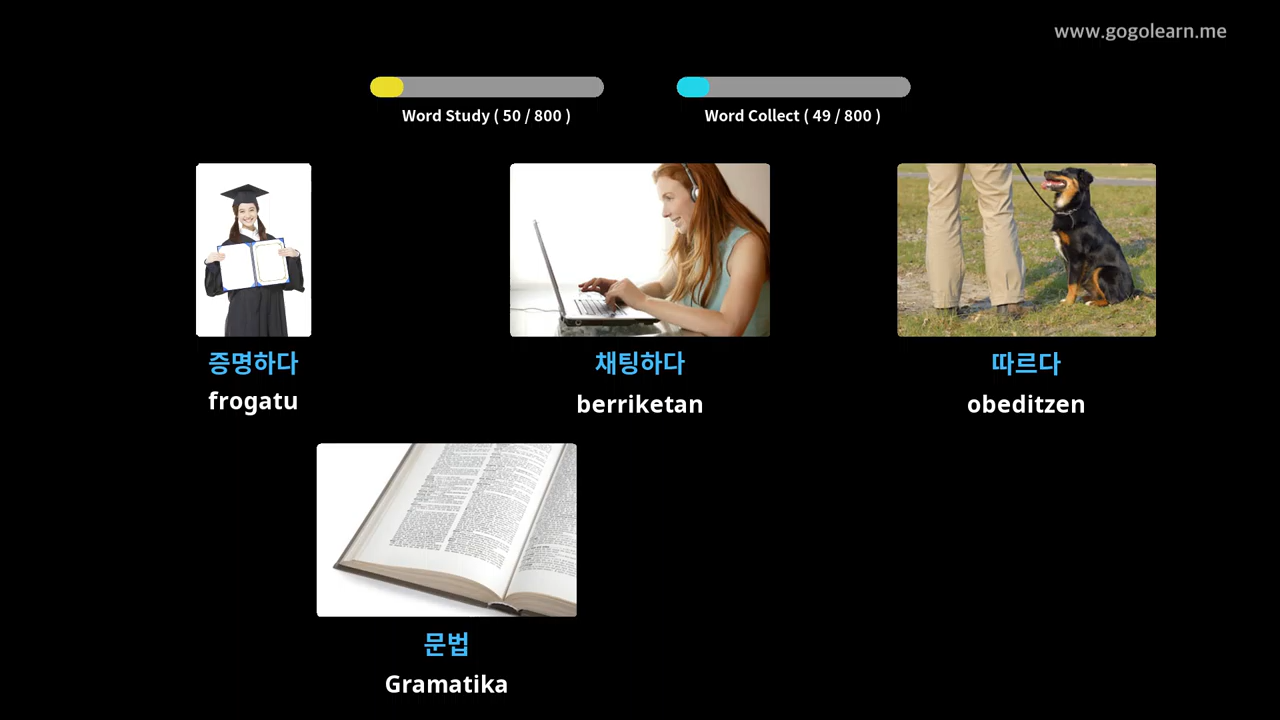 www.gogolearn.me
Word Study ( 50 / 800 )
Word Collect ( 49 / 800 )
증명하다
frogatu
채팅하다
berriketan
따르다
obeditzen
문법
Gramatika